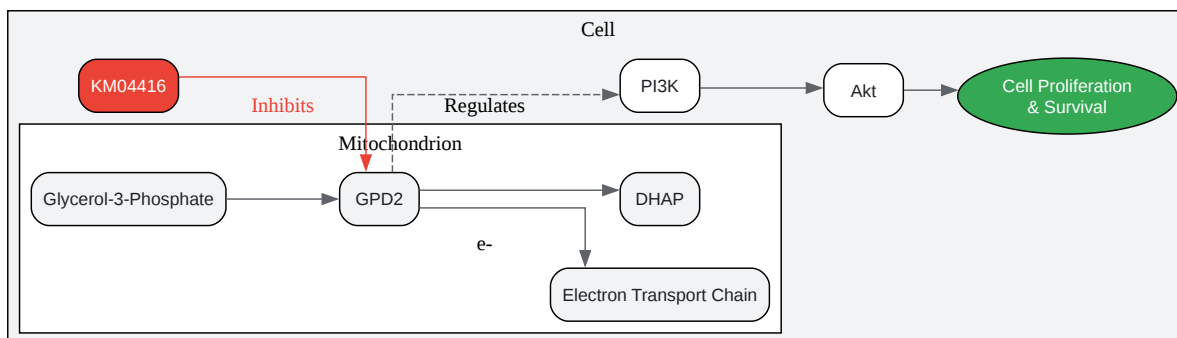 Cell
KM04416
PI3K
Akt
Cell Proliferation
& Survival
Inhibits
Regulates
Mitochondrion
Glycerol-3-Phosphate
GPD2
DHAP
e-
Electron Transport Chain